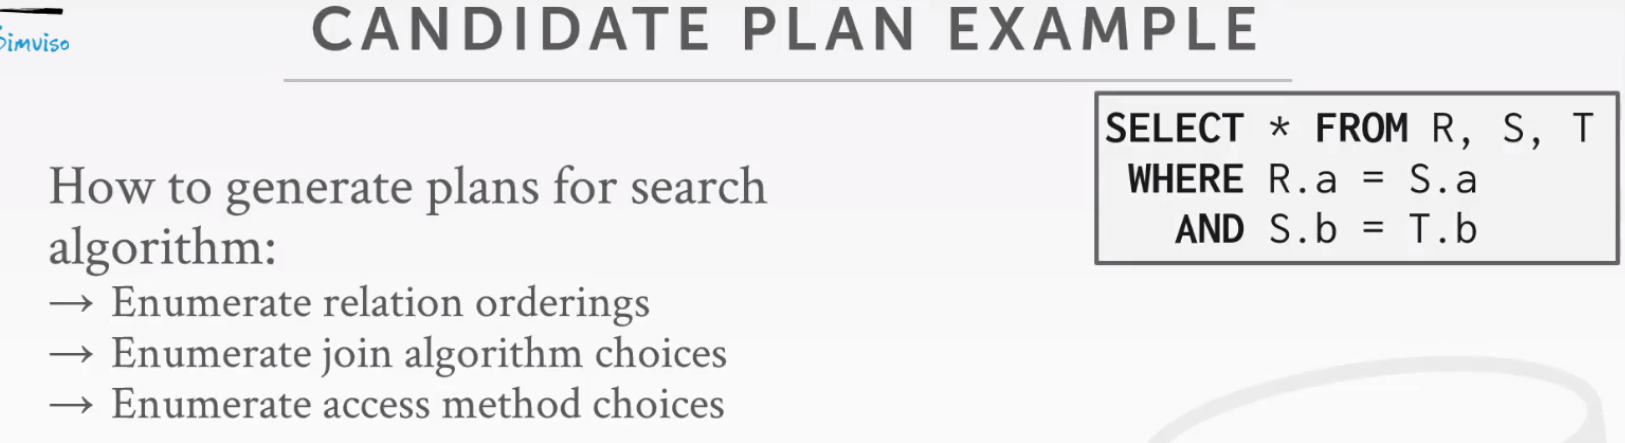 Simviso
CANDIDATE PLAN EXAMPLE
SELECT * FROM R, S, T
WHERE R.a = S.a
AND S.b = T.b
How to generate plans for search
algorithm:
→ Enumerate relation orderings
→ Enumerate join algorithm choices
→ Enumerate access method choices